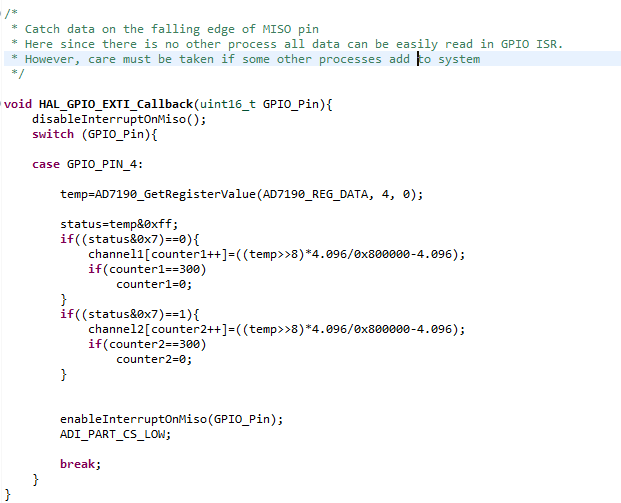 /*
 * Catch data on the falling edge of MISO pin
 * Here since there is no other process all data can be easily read in GPIO ISR.
 * However, care must be taken if some other processes add to system
 */
void HAL_GPIO_EXTI_Callback(uint16_t GPIO_Pin){
    disableInterruptOnMiso();
    switch (GPIO_Pin){
    case GPIO_PIN_4:
        temp=AD7190_GetRegisterValue(AD7190_REG_DATA, 4, 0);
        status=temp&0xff;
        if((status&0x7)==0){
            channel1[counter1++]=((temp>>8)*4.096/0x800000-4.096);
            if(counter1==300)
                counter1=0;
        }
        if((status&0x7)==1){
            channel2[counter2++]=((temp>>8)*4.096/0x800000-4.096);
            if(counter2==300)
                counter2=0;
        }
        enableInterruptOnMiso(GPIO_Pin);
        ADI_PART_CS_LOW;
        break;
    }
}